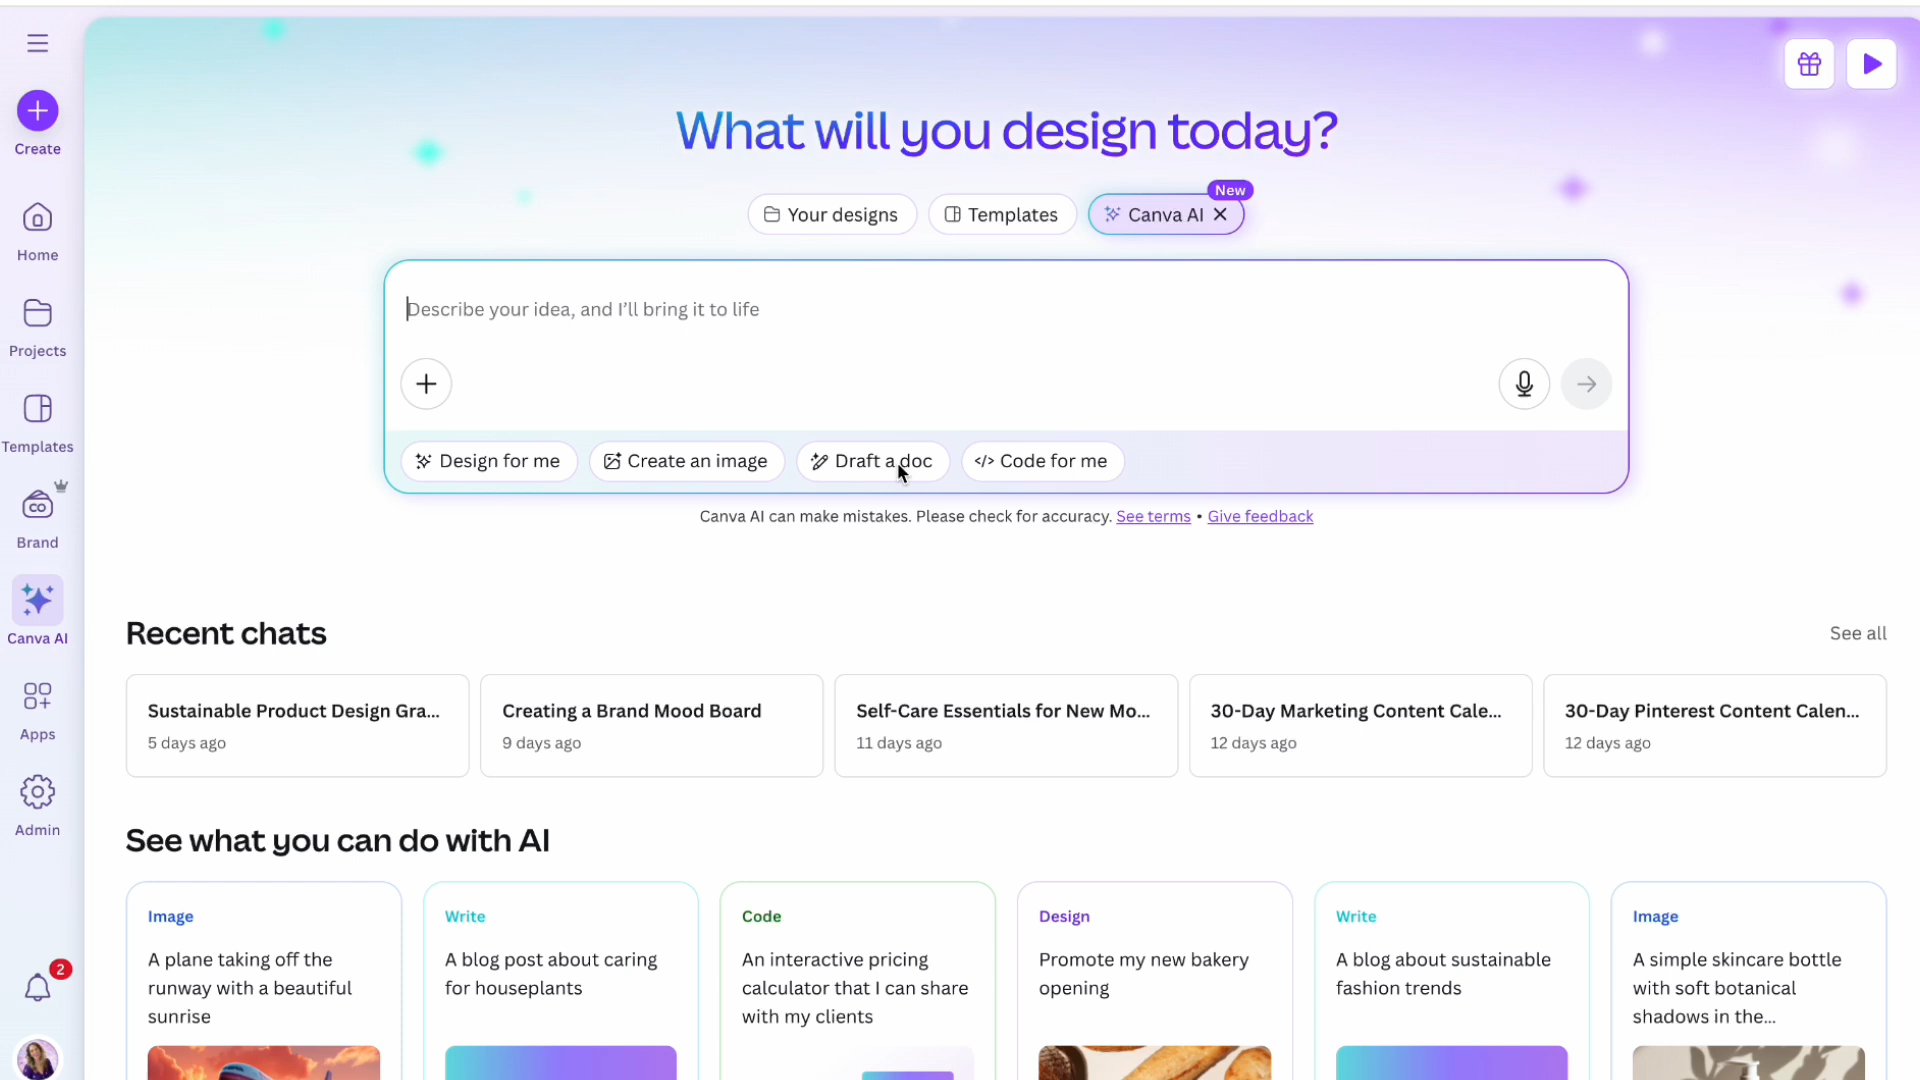 What will you design today?
Your designs
Templates
Canva AI
New
Describe your idea, and I'll bring it to life
Design for me
Create an image
Draft a doc
</> Code for me
Canva AI can make mistakes. Please check for accuracy. See terms • Give feedback
Create
Home
Projects
Templates
CO
Brand
Canva AI
Apps
Admin
2
Recent chats
See all
Sustainable Product Design Gra...
5 days ago
Creating a Brand Mood Board
9 days ago
Self-Care Essentials for New Mo...
11 days ago
30-Day Marketing Content Cale...
12 days ago
30-Day Pinterest Content Calen...
12 days ago
See what you can do with AI
Image
A plane taking off the
runway with a beautiful
sunrise
Write
A blog post about caring
for houseplants
Code
An interactive pricing
calculator that I can share
with my clients
Design
Promote my new bakery
opening
Write
A blog about sustainable
fashion trends
Image
A simple skincare bottle
with soft botanical
shadows in the...